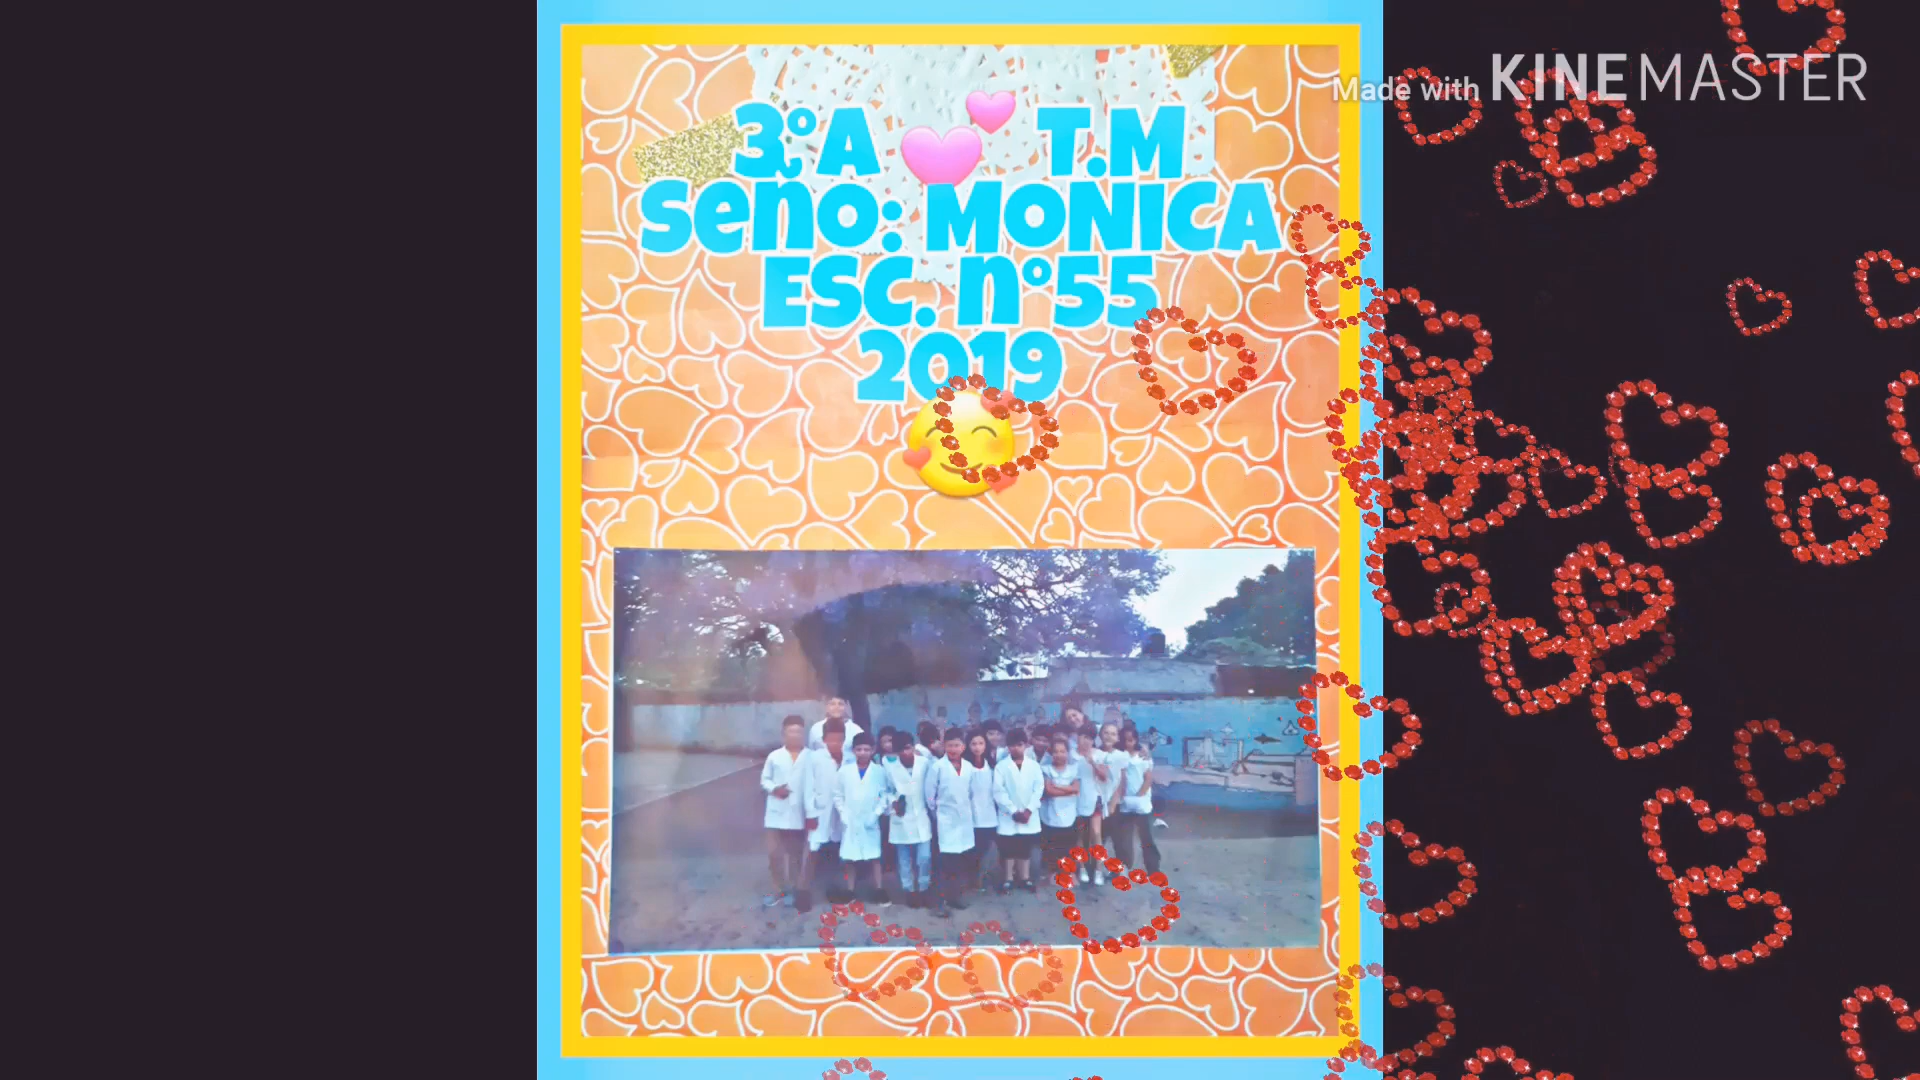 Made with KINEMASTER
3.°A 💕 T.M
Seño: MONICA
ESC. n°55
2019
🥰